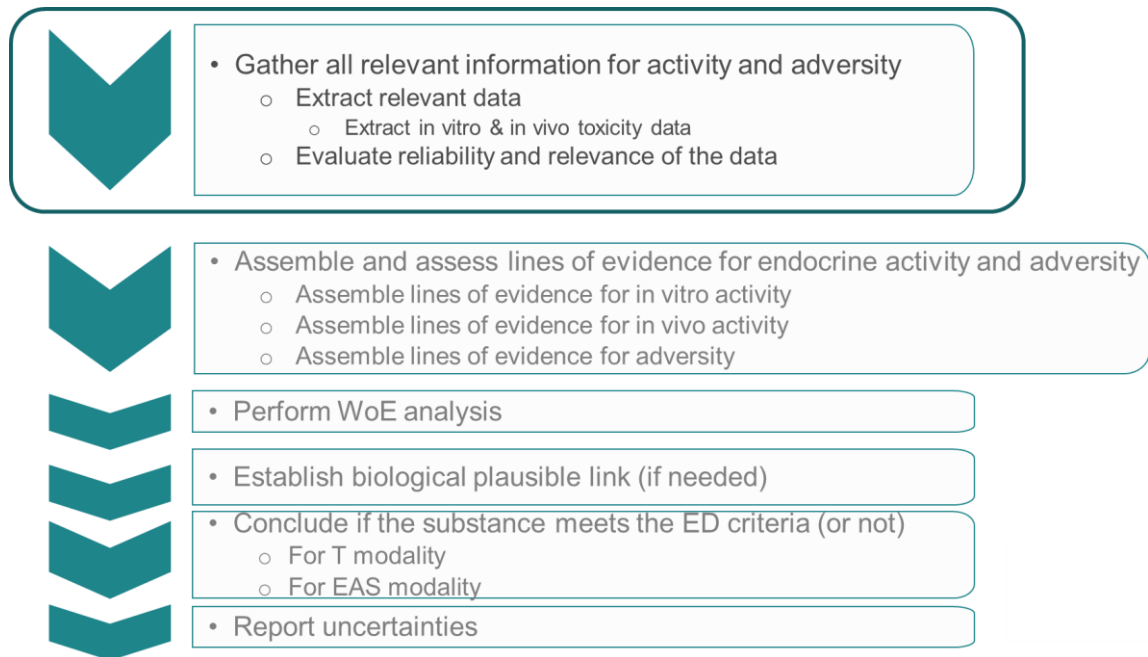 • Gather all relevant information for activity and adversity
o Extract relevant data
o Extract in vitro & in vivo toxicity data
o Evaluate reliability and relevance of the data
• Assemble and assess lines of evidence for endocrine activity and adversity
o Assemble lines of evidence for in vitro activity
o Assemble lines of evidence for in vivo activity
o Assemble lines of evidence for adversity
• Perform WoE analysis
• Establish biological plausible link (if needed)
• Conclude if the substance meets the ED criteria (or not)
o For T modality
o For EAS modality
• Report uncertainties